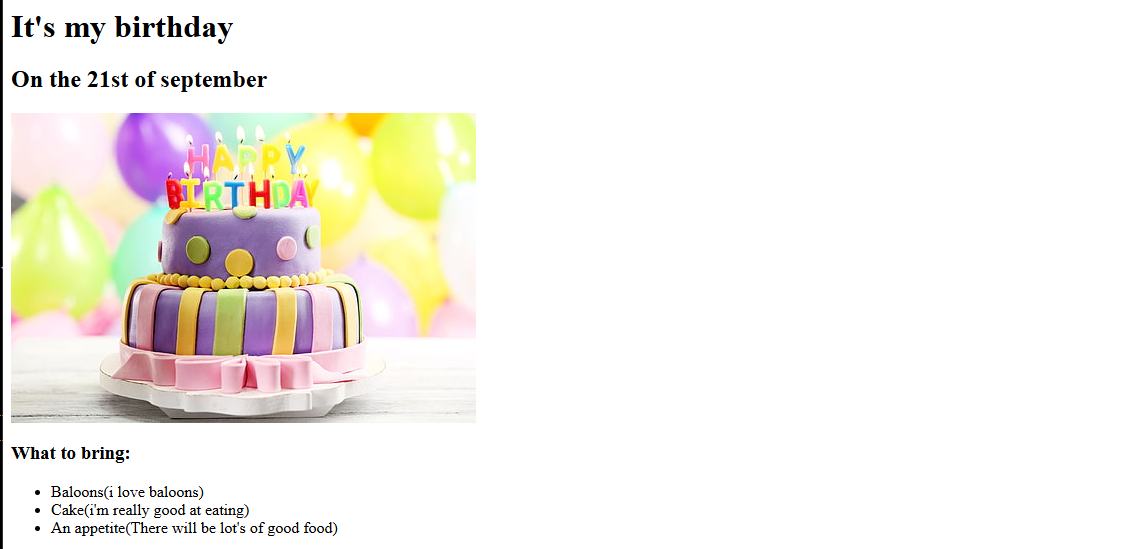 It's my birthday
On the 21st of september
HAPPY
BIRTHDAY
What to bring:
Baloons(i love baloons)
Cake(i'm really good at eating)
An appetite(There will be lot's of good food)